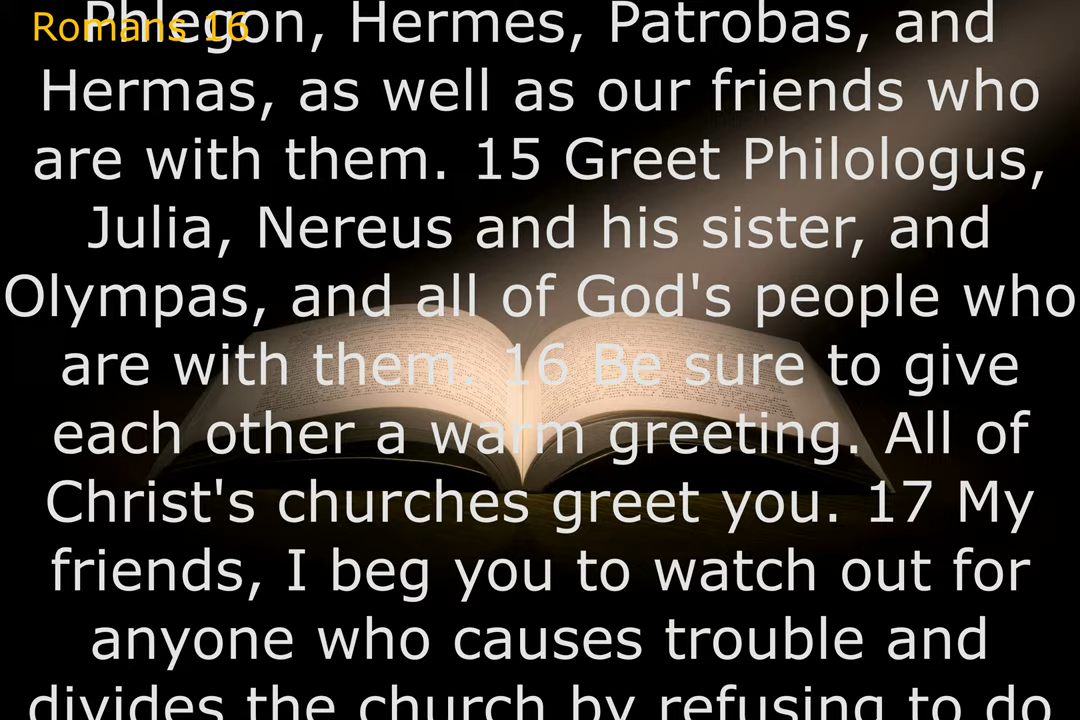 Romans 16
Phlegon, Hermes, Patrobas, and
Hermas, as well as our friends who
are with them. 15 Greet Philologus,
Julia, Nereus and his sister, and
Olympas, and all of God's people who
are with them. 16 Be sure to give
each other a warm greeting. All of
Christ's churches greet you. 17 My
friends, I beg you to watch out for
anyone who causes trouble and
divides the church by refusing to do